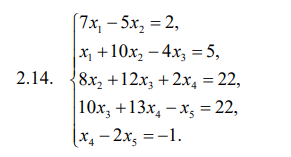 7x₁ − 5x₂ = 2,
x₁ + 10x₂ − 4x₃ = 5,
2.14. 8x₂ + 12x₃ + 2x₄ = 22,
10x₃ + 13x₄ − x₅ = 22,
x₄ − 2x₅ = −1.